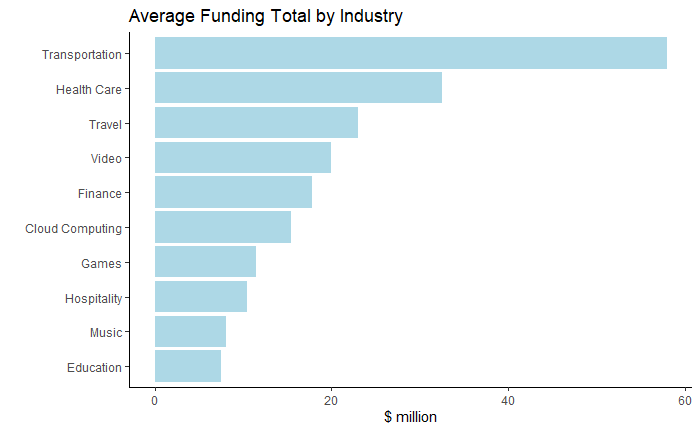 Average Funding Total by Industry
Transportation
Health Care
Travel
Video
Finance
Cloud Computing
Games
Hospitality
Music
Education
0 20 40 60
$ million